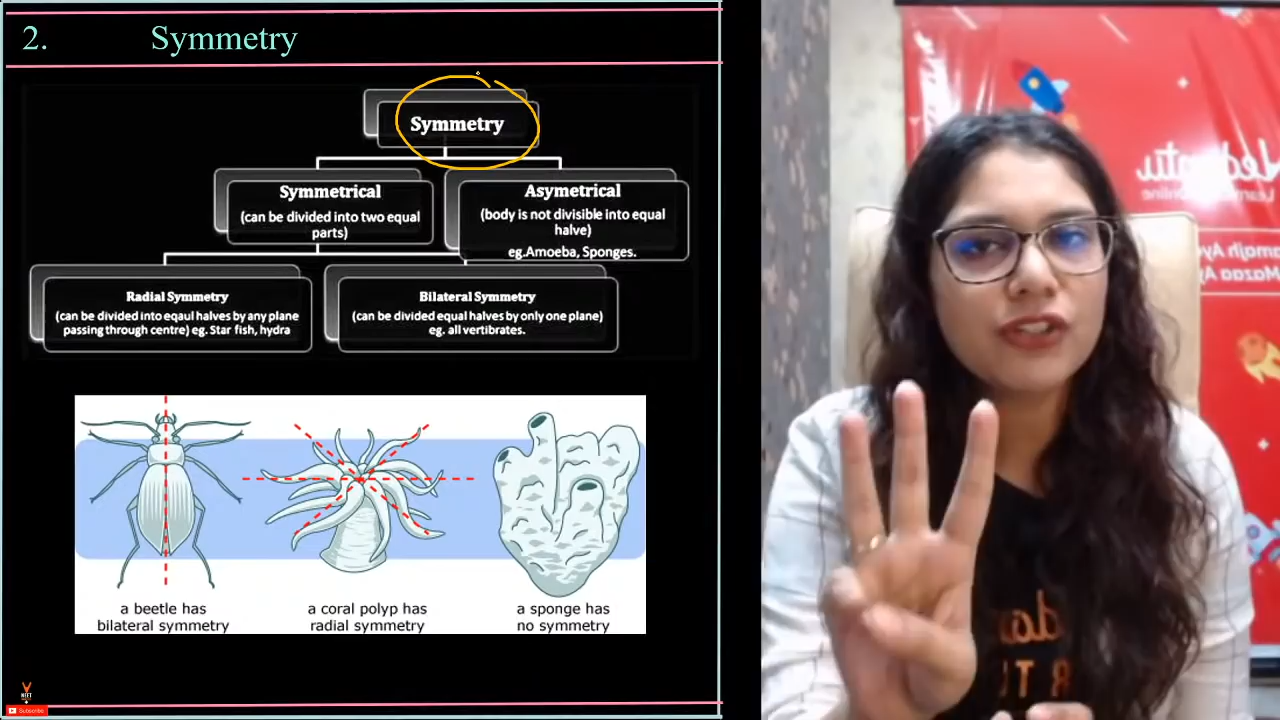 2. Symmetry
Symmetry
Symmetrical
(can be divided into two equal
parts)
Asymetrical
(body is not divisible into equal
halve)
eg.Amoeba, Sponges.
Radial Symmetry
(can be divided into eqaul halves by any plane
passing through centre) eg. Star fish, hydra
Bilateral Symmetry
(can be divided equal halves by only one plane)
eg. all vertibrates.
a beetle has
bilateral symmetry
a coral polyp has
radial symmetry
a sponge has
no symmetry
NEET
Subscribe